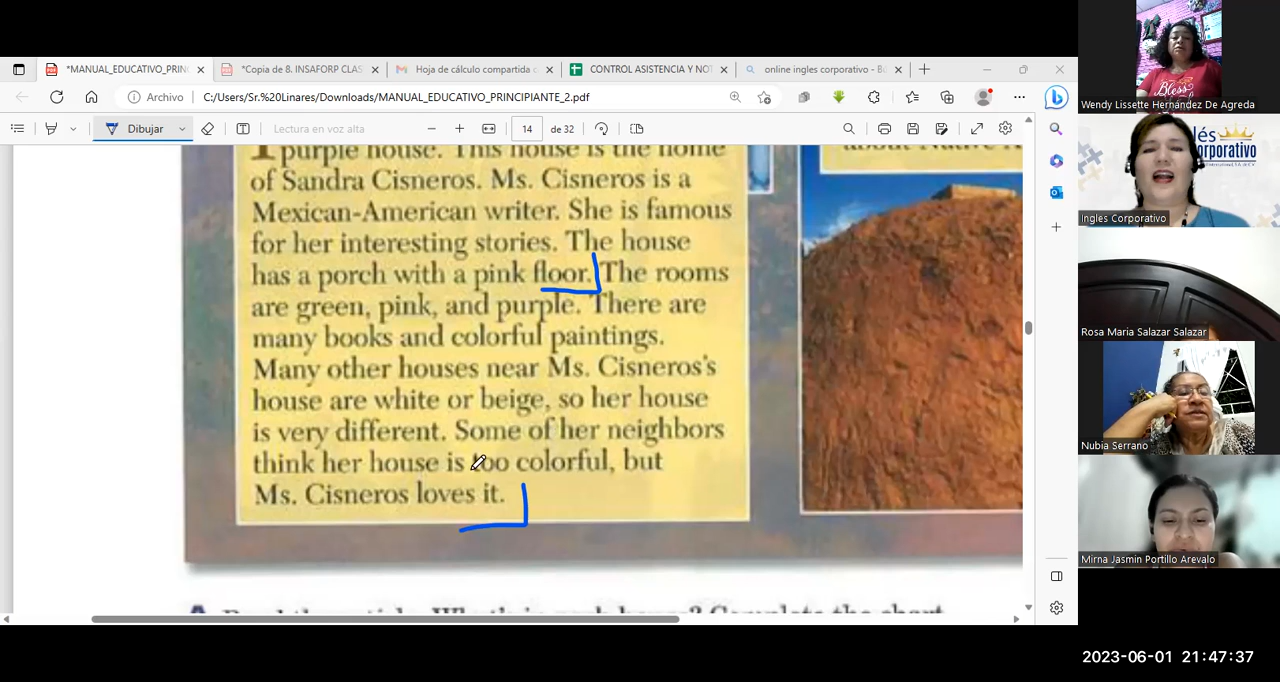 *MANUAL_EDUCATIVO_PRIN
*Copia de 8. INSAFORP CLAS
Hoja de cálculo compartida c
CONTROL ASISTENCIA Y NOT
online ingles corporativo - B
Archivo
C:/Users/Sr.%20Linares/Downloads/MANUAL_EDUCATIVO_PRINCIPIANTE_2.pdf
Dibujar
Lectura en voz alta
14
de 32
purple house. This house is the home
of Sandra Cisneros. Ms. Cisneros is a
Mexican-American writer. She is famous
for her interesting stories. The house
has a porch with a pink floor. The rooms
are green, pink, and purple. There are
many books and colorful paintings.
Many other houses near Ms. Cisneros's
house are white or beige, so her house
is very different. Some of her neighbors
think her house is too colorful, but
Ms. Cisneros loves it.
Wendy Lissette Hernández De Agreda
Bless
lés
orporativo
Ingles Corporativo
Rosa Maria Salazar Salazar
Nubia Serrano
Mirna Jasmin Portillo Arevalo
2023-06-01 21:47:37